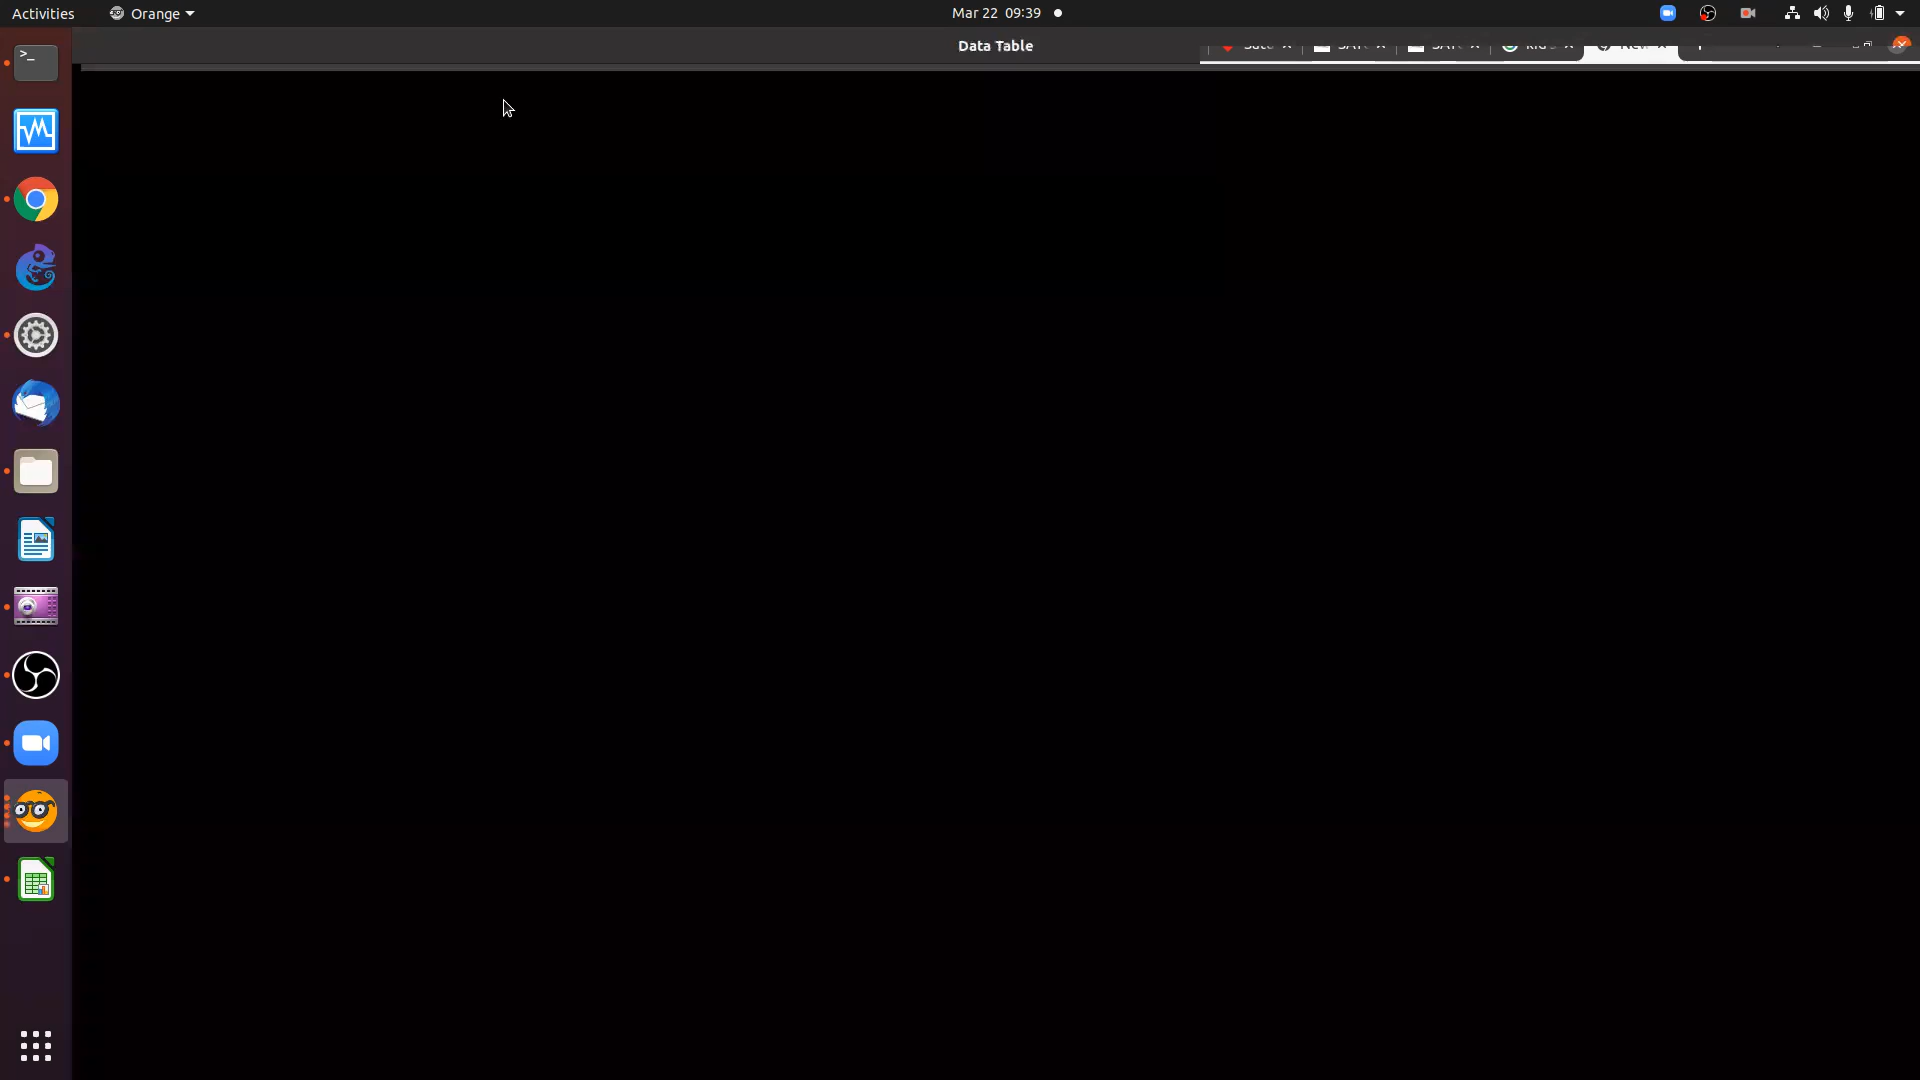 Activities
Orange
Mar 22 09:39
Data Table
>_